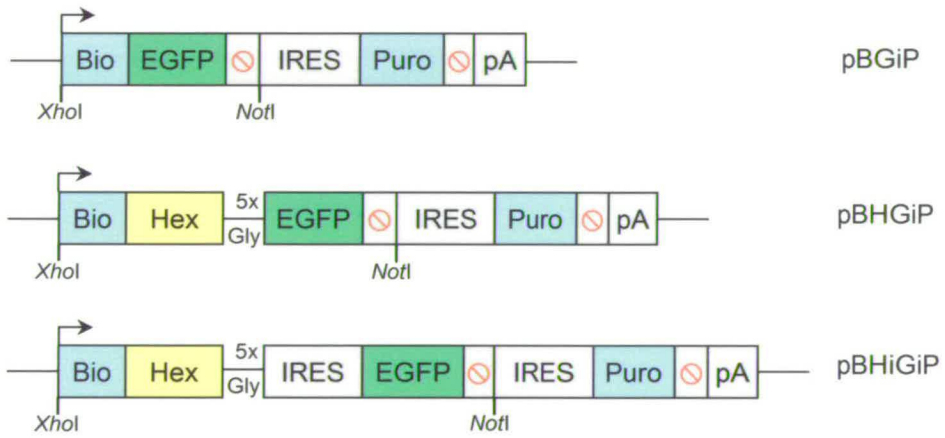 Bio EGFP IRES Puro pA pBGiP
XhoI NotI
Bio Hex 5x Gly EGFP IRES Puro pA pBHGiP
XhoI NotI
Bio Hex 5x Gly IRES EGFP IRES Puro pA pBHiGiP
XhoI NotI